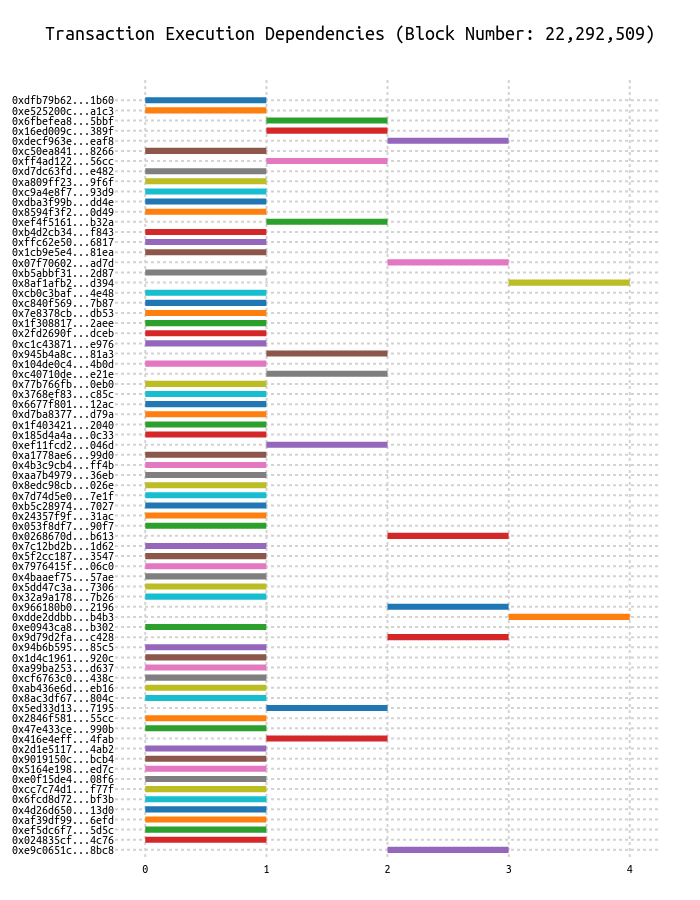 Transaction Execution Dependencies (Block Number: 22,292,509)
0xdfb79b62...1b60
0xe525200c...a1c3
0x6fbefea8...5bbf
0x16ed009c...389f
0xdecf963e...eaf8
0xc50ea841...8266
0xff4ad122...56cc
0xd7dc63fd...e482
0xa809ff23...9f6f
0xc9a4e8f7...93d9
0xdba3f99b...dd4e
0x8594f3f2...0d49
0xef4f5161...b32a
0xb4d2cb34...f843
0xffc62e50...6817
0x1cb9e5e4...81ea
0x07f70602...ad7d
0xb5abbf31...2d87
0x8af1afb2...d394
0xcb0c3baf...4e48
0xc840f569...7b87
0x7e8378cb...db53
0x1f308817...2aee
0x2fd2690f...dceb
0xc1c43871...e976
0x945b4a8c...81a3
0x104de0c4...4b0d
0xc40710de...e21e
0x77b766fb...0eb0
0x3768ef83...c85c
0x6677f801...12ac
0xd7ba8377...d79a
0x1f403421...2040
0x185d4a4a...0c33
0xef11fcd2...046d
0xa1778ae6...99d0
0x4b3c9cb4...ff4b
0xaa7b4979...36eb
0x8edc98cb...026e
0x7d74d5e0...7e1f
0xb5c28974...7027
0x24357f9f...31ac
0x053f8df7...90f7
0x0268670d...b613
0x7c12bd2b...1d62
0x5f2cc187...3547
0x7976415f...06c0
0x4baaef75...57ae
0x5dd47c3a...7306
0x32a9a178...7b26
0x966180b0...2196
0xdde2ddbb...b4b3
0xe0943ca8...b302
0x9d79d2fa...c428
0x94b6b595...85c5
0x1d4c1961...920c
0xa99ba253...d637
0xcf6763c0...438c
0xab436e6d...eb16
0x8ac3df67...804c
0x5ed33d13...7195
0x2846f581...55cc
0x47e433ce...990b
0x416e4eff...4fab
0x2d1e5117...4ab2
0x9019150c...bcb4
0x5164e198...ed7c
0xe0f15de4...08f6
0xcc7c74d1...f77f
0x6fcd8d72...bf3b
0x4d26d650...13d0
0xaf39df99...6efd
0xef5dc6f7...5d5c
0x024835cf...4c76
0xe9c0651c...8bc8
0 1 2 3 4